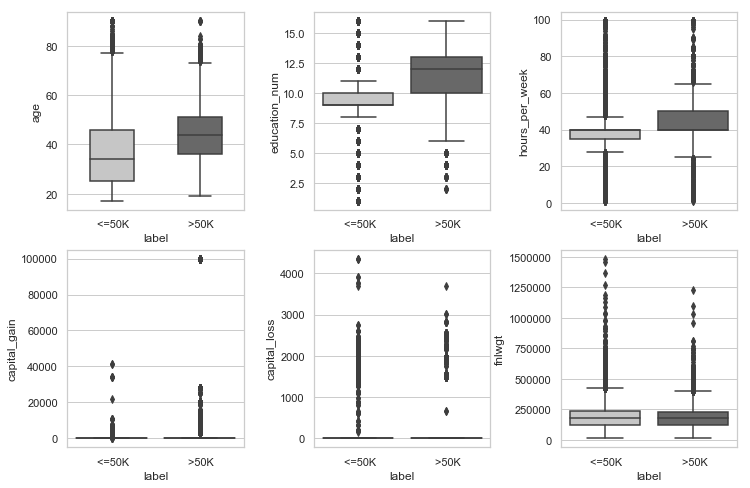 80
60
40
20
age
<=50K >50K
label
15.0
12.5
10.0
7.5
5.0
2.5
education_num
<=50K >50K
label
100
80
60
40
20
0
hours_per_week
<=50K >50K
label
100000
80000
60000
40000
20000
0
capital_gain
<=50K >50K
label
4000
3000
2000
1000
0
capital_loss
<=50K >50K
label
1500000
1250000
1000000
750000
500000
250000
0
fnlwgt
<=50K >50K
label